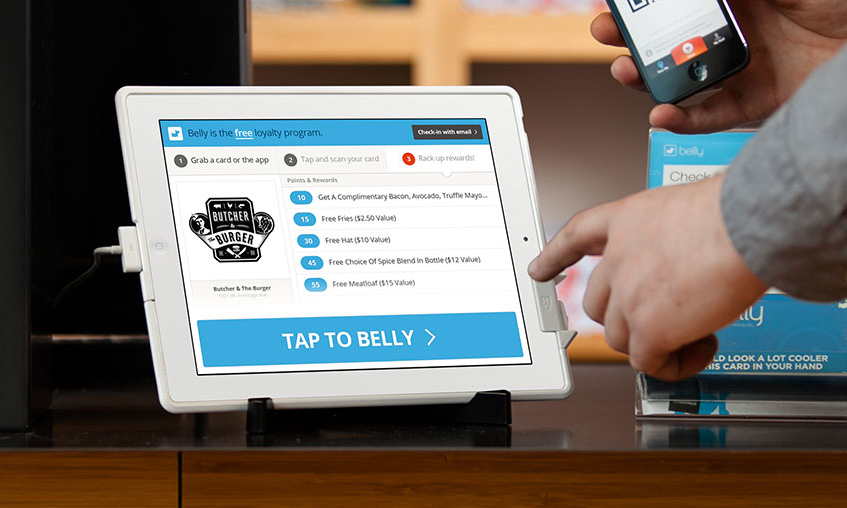 Belly is the free loyalty program.
Check-in with email >
1 Grab a card or the app
2 Tap and scan your card
3 Rack up rewards!
Points & Rewards
BUTCHER
& The
BURGER
Butcher & The Burger
1021 W. Armitage Ave.
10 Get A Complimentary Bacon, Avocado, Truffle Mayo...
15 Free Fries ($2.50 Value)
30 Free Hat ($10 Value)
45 Free Choice Of Spice Blend In Bottle ($12 Value)
55 Free Meatloaf ($15 Value)
TAP TO BELLY >
belly
Check
LD LOOK A LOT COOLER
HIS CARD IN YOUR HAND